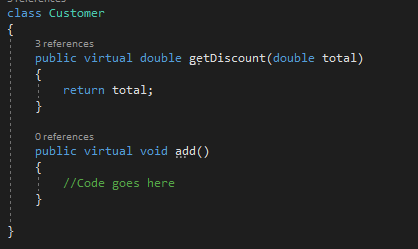 class Customer
{
3 references
public virtual double getDiscount(double total)
{
return total;
}
0 references
public virtual void add()
{
//Code goes here
}
}